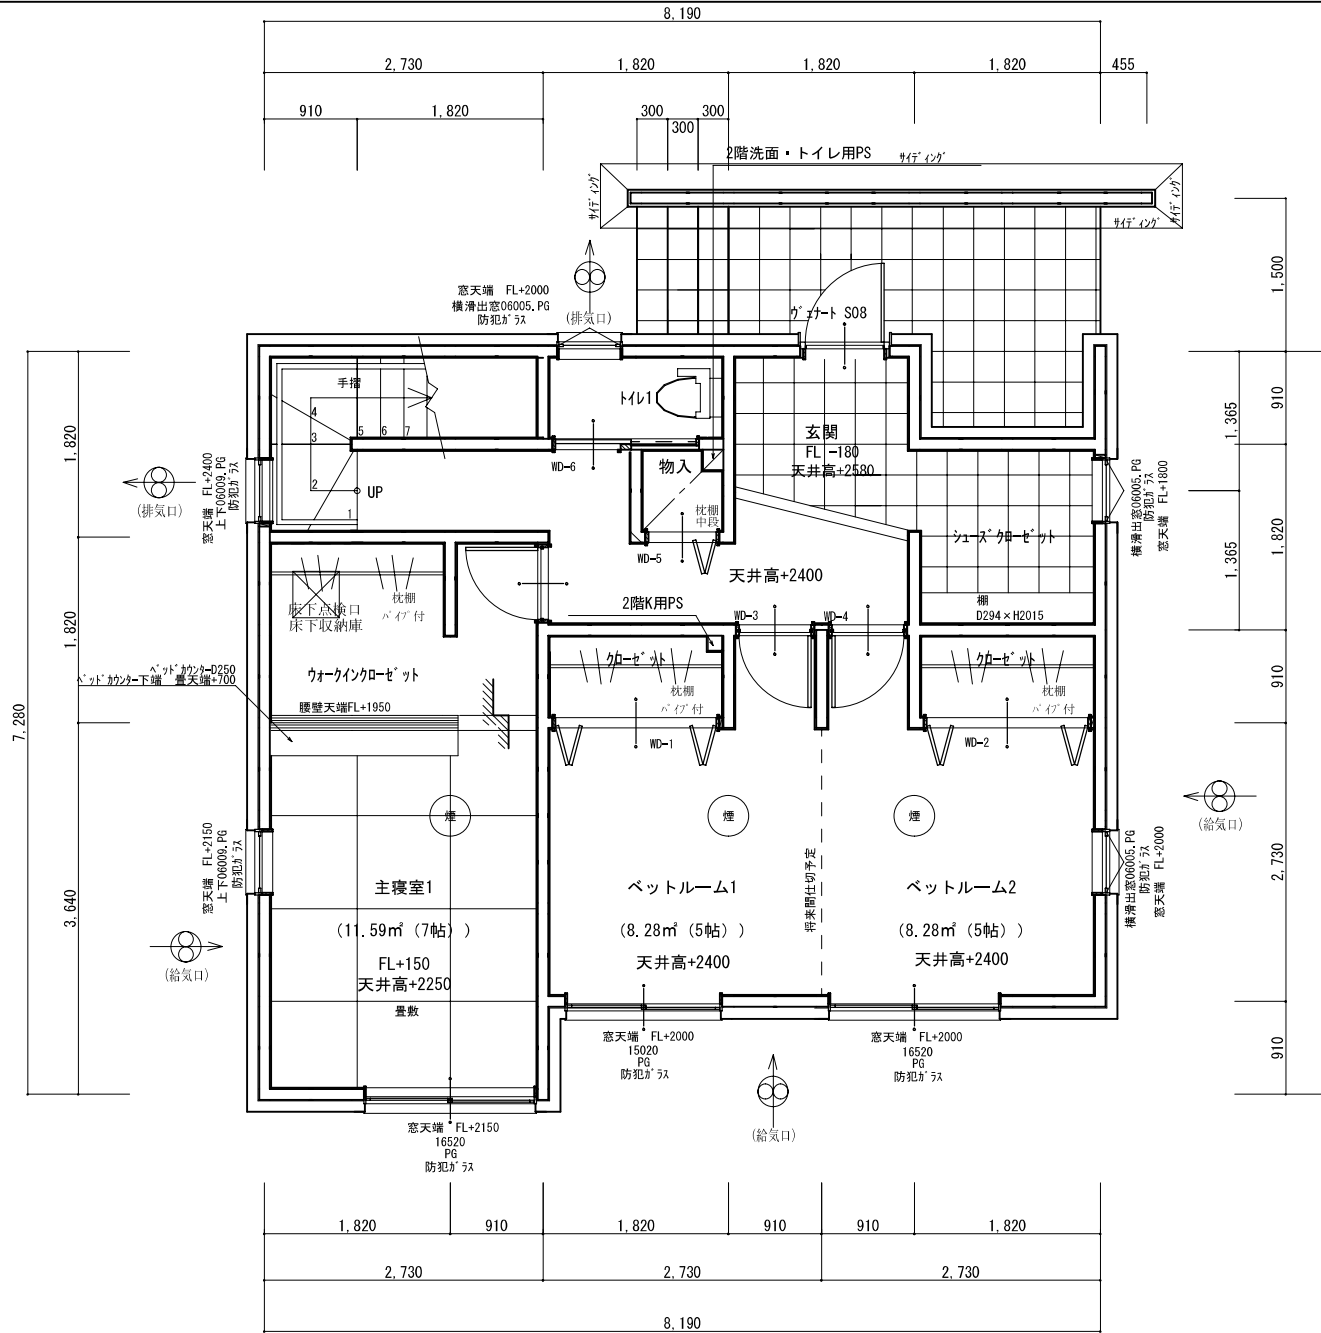 8,190
2,730
1,820
1,820
1,820
455
910
1,820
300
300
300
2階洗面・トイレ用PS
サイディング
サイディング
サイディング
サイディング
窓天端 FL+2000
横滑出窓06005.PG
防犯ガラス
(排気口)
ヴェナート S08
手摺
トイレ1
玄関
FL -180
天井高+2580
物入
枕棚
中段
WD-6
WD-5
UP
1
2
3
4
5
6
7
(排気口)
窓天端 FL+2400
上下06009.PG
防犯ガラス
シューズクローゼット
棚
D294×H2015
横滑出窓06005.PG
防犯ガラス
窓天端 FL+1800
天井高+2400
2階K用PS
WD-3
WD-4
床下点検口
床下収納庫
枕棚
パイプ付
ウォークインクローゼット
ベッドカウンターD250
ベッドカウンター下端 畳天端+700
腰壁天端FL+1950
クローゼット
枕棚
パイプ付
WD-1
クローゼット
枕棚
パイプ付
WD-2
煙
煙
煙
主寝室1
(11.59㎡ (7帖) )
FL+150
天井高+2250
畳敷
ベットルーム1
(8.28㎡ (5帖) )
天井高+2400
将来間仕切予定
ベットルーム2
(8.28㎡ (5帖) )
天井高+2400
窓天端 FL+2150
上下06009.PG
防犯ガラス
(給気口)
横滑出窓06005.PG
防犯ガラス
窓天端 FL+2000
(給気口)
窓天端 FL+2000
15020
PG
防犯ガラス
窓天端 FL+2000
16520
PG
防犯ガラス
(給気口)
窓天端 FL+2150
16520
PG
防犯ガラス
7,280
1,820
1,820
3,640
1,500
910
1,820
910
2,730
910
1,365
1,365
1,820
910
1,820
910
910
1,820
2,730
2,730
2,730
8,190